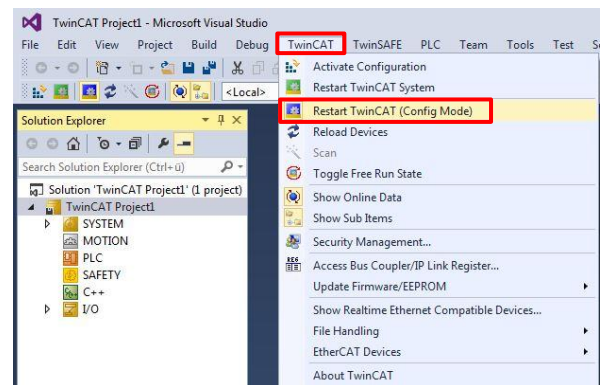 TwinCAT Project1 - Microsoft Visual Studio
File Edit View Project Build Debug TwinCAT TwinSAFE PLC Team Tools Test
<Local>
Solution Explorer
Search Solution Explorer (Ctrl+ü)
Solution 'TwinCAT Project1' (1 project)
TwinCAT Project1
SYSTEM
MOTION
PLC
SAFETY
C++
I/O
Activate Configuration
Restart TwinCAT System
Restart TwinCAT (Config Mode)
Reload Devices
Scan
Toggle Free Run State
Show Online Data
Show Sub Items
Security Management...
Access Bus Coupler/IP Link Register...
Update Firmware/EEPROM
Show Realtime Ethernet Compatible Devices...
File Handling
EtherCAT Devices
About TwinCAT